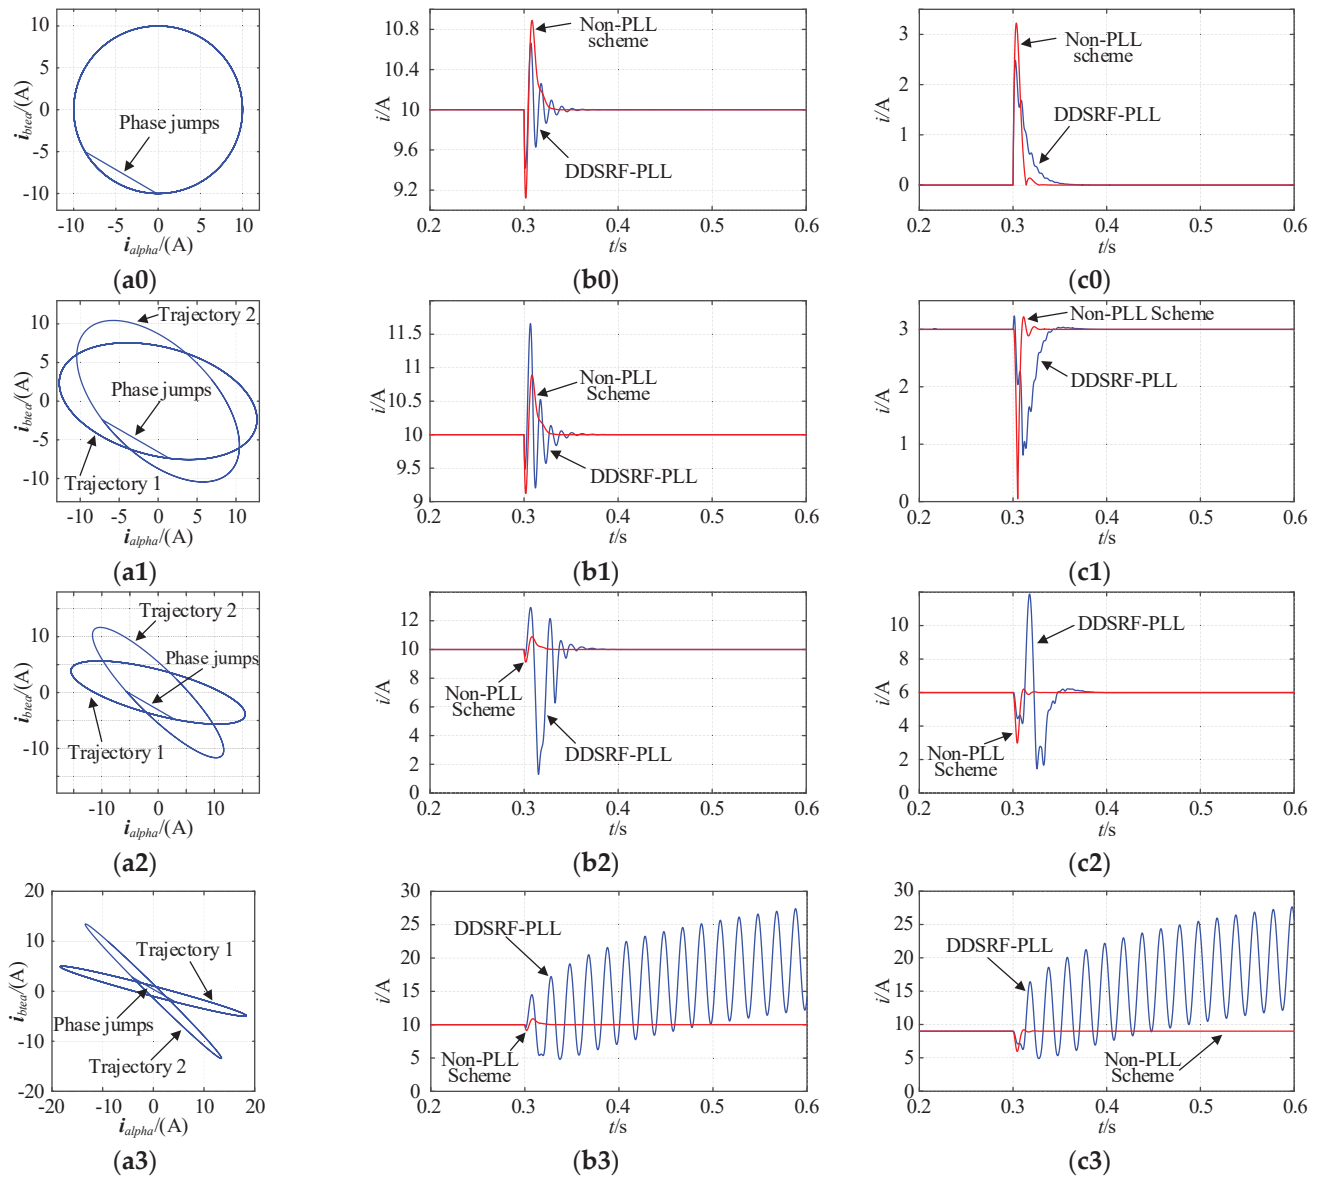 10
5
0
-5
-10
-10
-5
0
5
10
i_btea/(A)
i_alpha/(A)
Phase jumps
(a0)
10.8
10.4
10
9.6
9.2
0.2
0.3
0.4
0.5
0.6
i/A
t/s
Non-PLL
scheme
DDSRF-PLL
(b0)
3
2
1
0
0.2
0.3
0.4
0.5
0.6
i/A
t/s
Non-PLL
scheme
DDSRF-PLL
(c0)
10
5
0
-5
-10
-10
-5
0
5
10
i_btea/(A)
i_alpha/(A)
Trajectory 2
Phase jumps
Trajectory 1
(a1)
11.5
11
10.5
10
9.5
9
0.2
0.3
0.4
0.5
0.6
i/A
t/s
Non-PLL
Scheme
DDSRF-PLL
(b1)
3
2
1
0
0.2
0.3
0.4
0.5
0.6
i/A
t/s
Non-PLL Scheme
DDSRF-PLL
(c1)
10
0
-10
-10
0
10
i_btea/(A)
i_alpha/(A)
Trajectory 2
Phase jumps
Trajectory 1
(a2)
12
10
8
6
4
2
0
0.2
0.3
0.4
0.5
0.6
i/A
t/s
Non-PLL
Scheme
DDSRF-PLL
(b2)
10
8
6
4
2
0
0.2
0.3
0.4
0.5
0.6
i/A
t/s
DDSRF-PLL
Non-PLL
Scheme
(c2)
20
10
0
-10
-20
-20
-10
0
10
20
i_btea/(A)
i_alpha/(A)
Trajectory 1
Phase jumps
Trajectory 2
(a3)
30
25
20
15
10
5
0
0.2
0.3
0.4
0.5
0.6
i/A
t/s
DDSRF-PLL
Non-PLL
Scheme
(b3)
30
25
20
15
10
5
0
0.2
0.3
0.4
0.5
0.6
i/A
t/s
DDSRF-PLL
Non-PLL
Scheme
(c3)